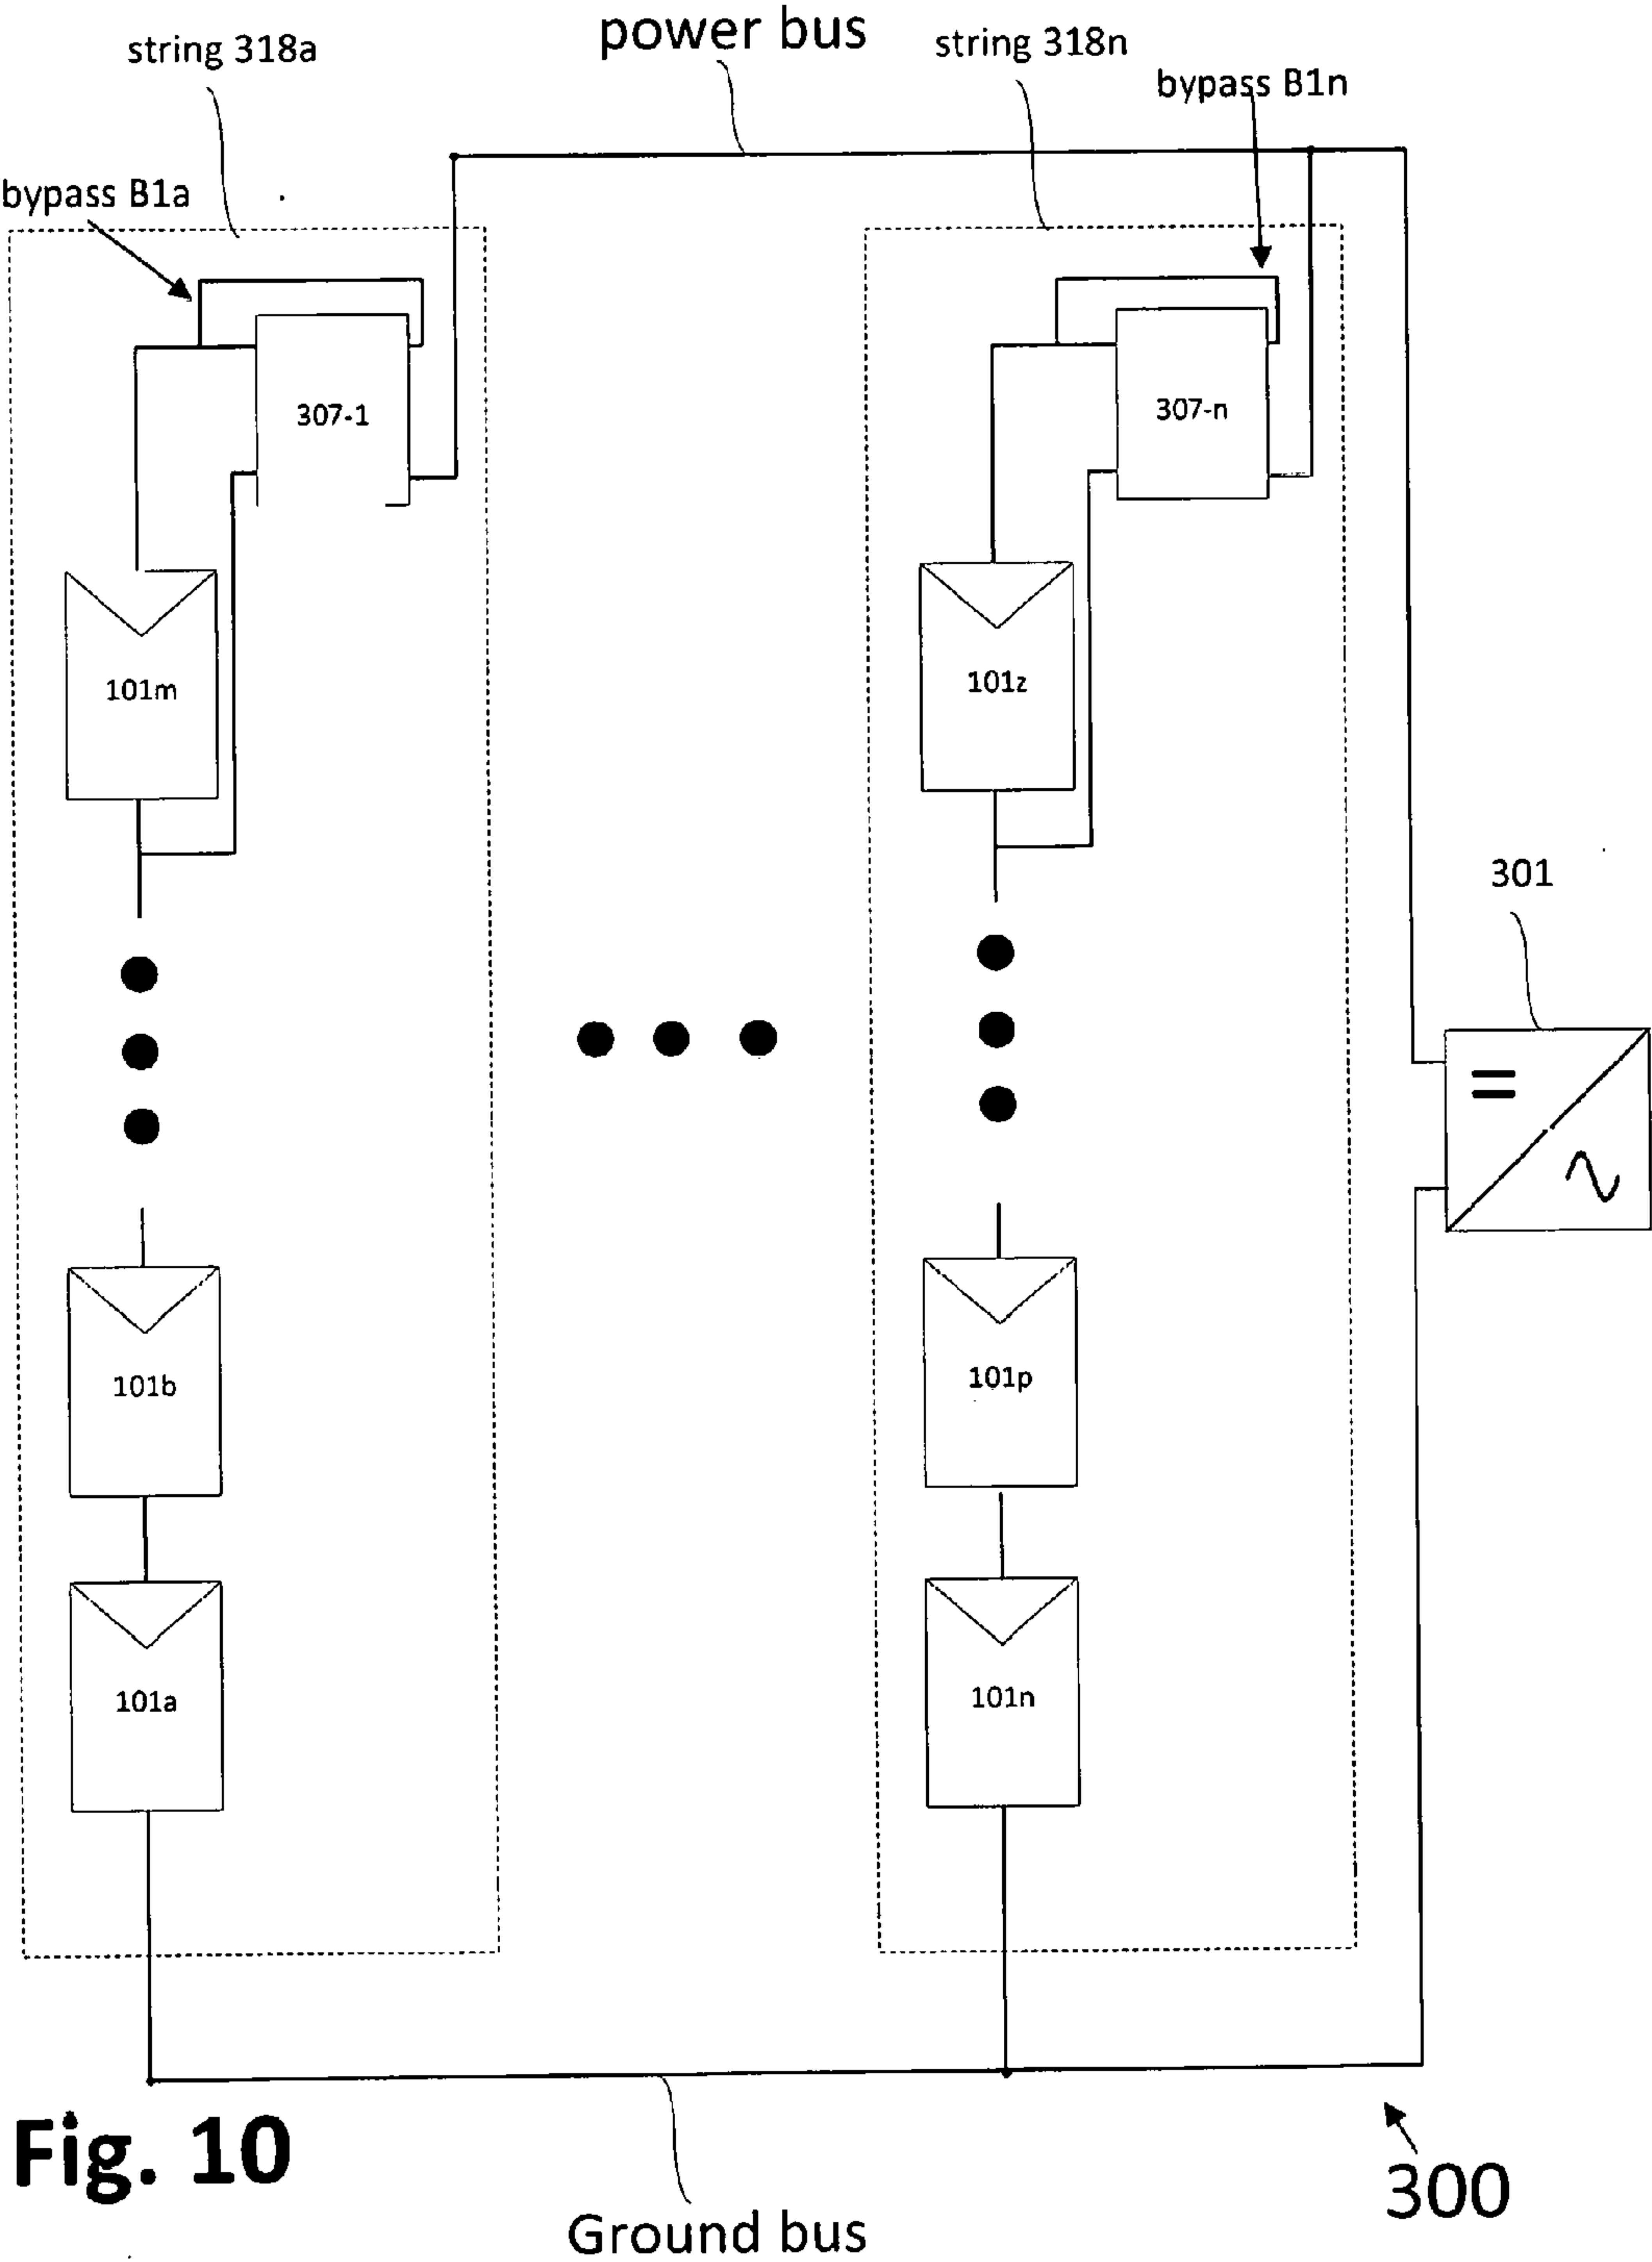 power bus
string 318a
string 318n
bypass B1n
bypass B1a
307-1
307-n
101m
101z
301
101b
101p
101a
101n
Fig. 10
300
Ground bus